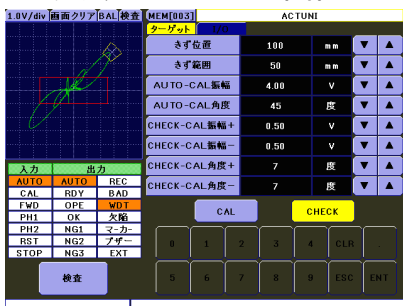 1.0V/div 画面クリア BAL 検査 MEM[003] ACTUNI
ターゲット I/O
きず位置 100 mm ▼ ▲
きず範囲 50 mm ▼ ▲
AUTO-CAL振幅 4.00 V ▼ ▲
AUTO-CAL角度 45 度 ▼ ▲
CHECK-CAL振幅+ 0.50 V ▼ ▲
CHECK-CAL振幅- 0.50 V ▼ ▲
CHECK-CAL角度+ 7 度 ▼ ▲
CHECK-CAL角度- 7 度 ▼ ▲
入力 出力
AUTO AUTO REC
CAL RDY BAD
FWD OPE WDT
PH1 OK 欠陥
PH2 NG1 マーカー
RST NG2 ブザー
STOP NG3 EXT
CAL CHECK
0 1 2 3 4 CLR .
検査 5 6 7 8 9 ESC ENT